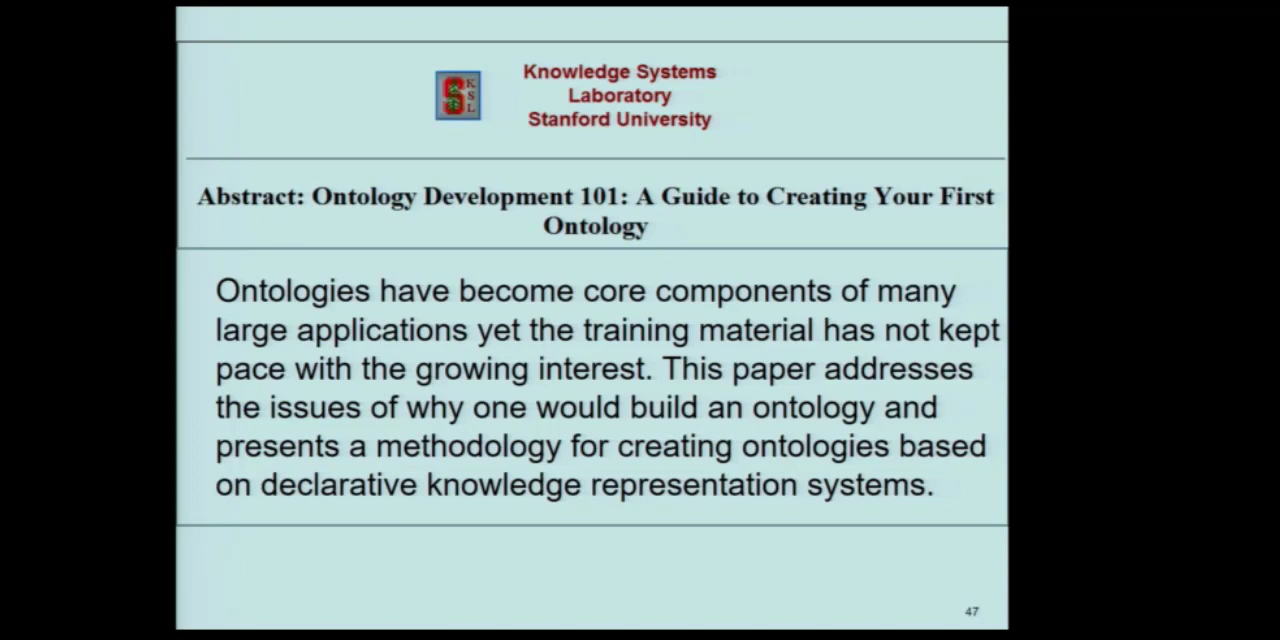 K
S
L
Knowledge Systems
Laboratory
Stanford University
Abstract: Ontology Development 101: A Guide to Creating Your First
Ontology
Ontologies have become core components of many
large applications yet the training material has not kept
pace with the growing interest. This paper addresses
the issues of why one would build an ontology and
presents a methodology for creating ontologies based
on declarative knowledge representation systems.
47